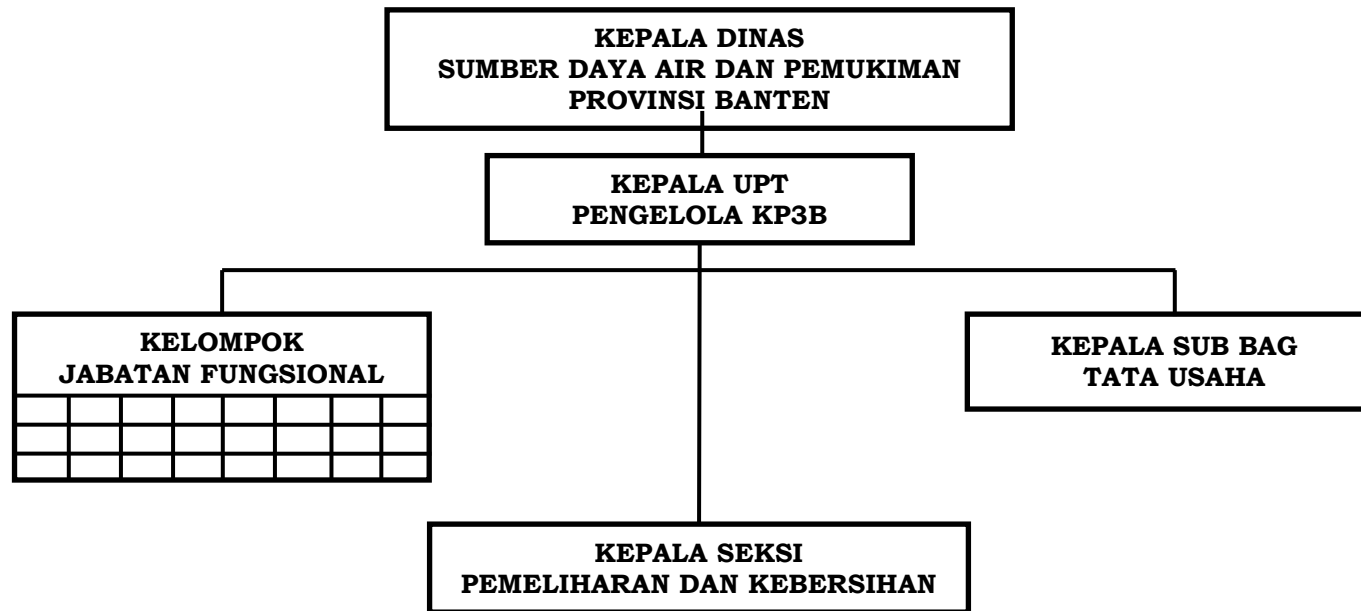 KEPALA DINAS
SUMBER DAYA AIR DAN PEMUKIMAN
PROVINSI BANTEN
KEPALA UPT
PENGELOLA KP3B
KELOMPOK
JABATAN FUNGSIONAL
KEPALA SUB BAG
TATA USAHA
KEPALA SEKSI
PEMELIHARAN DAN KEBERSIHAN